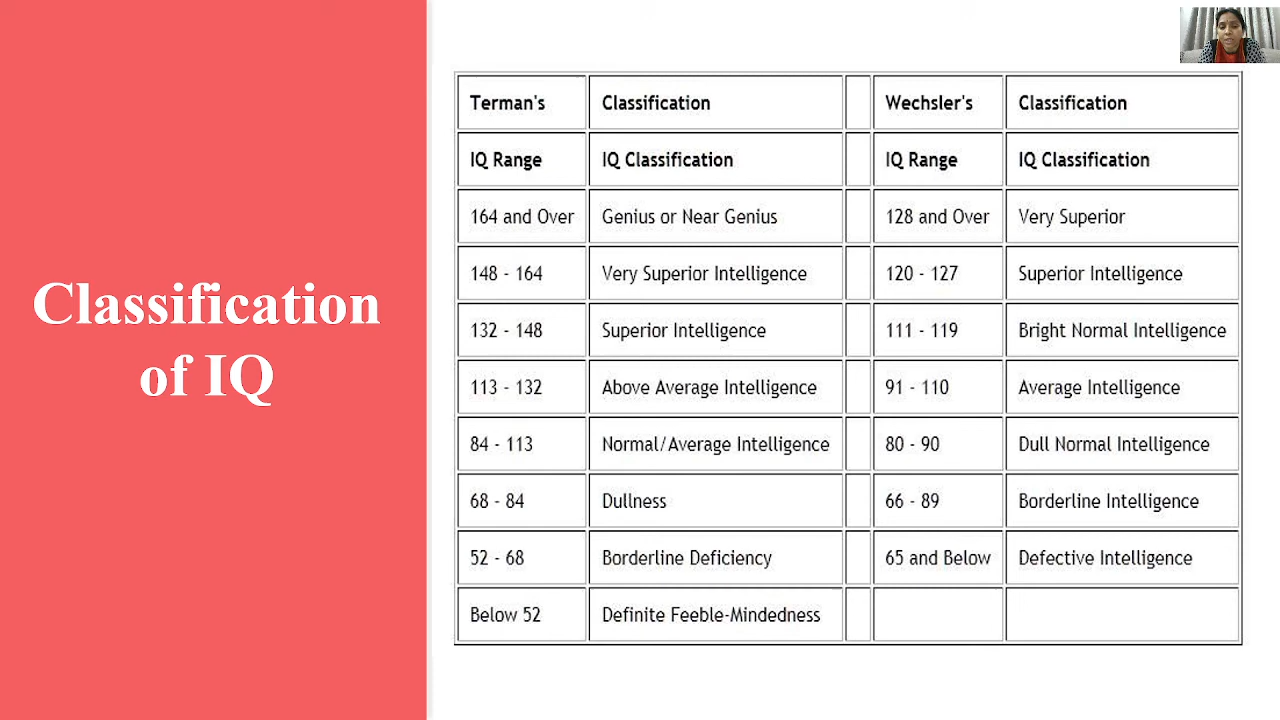 Classification
of IQ
Terman's Classification Wechsler's Classification
IQ Range IQ Classification IQ Range IQ Classification
164 and Over Genius or Near Genius 128 and Over Very Superior
148 - 164 Very Superior Intelligence 120 - 127 Superior Intelligence
132 - 148 Superior Intelligence 111 - 119 Bright Normal Intelligence
113 - 132 Above Average Intelligence 91 - 110 Average Intelligence
84 - 113 Normal/Average Intelligence 80 - 90 Dull Normal Intelligence
68 - 84 Dullness 66 - 89 Borderline Intelligence
52 - 68 Borderline Deficiency 65 and Below Defective Intelligence
Below 52 Definite Feeble-Mindedness